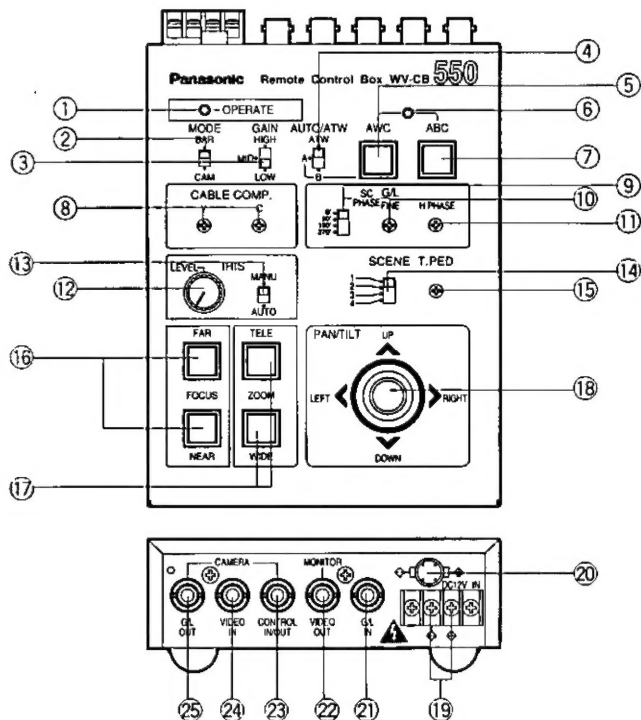 ④
Panasonic Remote Control Box WV-CB 550
⑤
① OPERATE
⑥
② MODE GAIN AUTO/ATW AWC ABC
BAR HIGH ATW
③ MID A
⑦
CAM LOW B
⑨
CABLE COMP. SC G/L
⑩
⑧ Y C PHASE FINE H PHASE
0°
90°
180°
270°
⑪
⑬ SCENE T.PED
LEVEL IRIS MANU
⑭
⑫ 1
2
3
4
⑮
AUTO
FAR TELE PAN/TILT UP
⑯
FOCUS ZOOM LEFT RIGHT ⑱
NEAR WIDE DOWN
⑰
CAMERA MONITOR
⑳
DC12V IN
G/L OUT VIDEO IN CONTROL IN/OUT VIDEO OUT G/L IN
㉕ ㉔ ㉓ ㉒ ㉑ ⑲